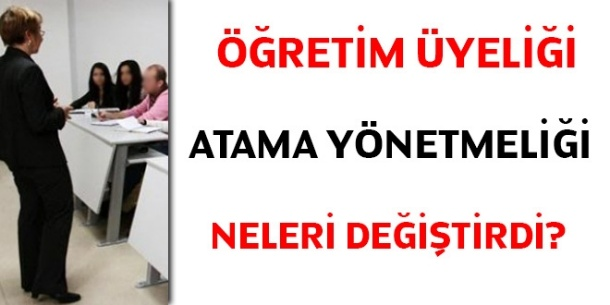 ÖĞRETİM ÜYELİĞİ
ATAMA YÖNETMELİĞİ
NELERİ DEĞİŞTİRDİ?